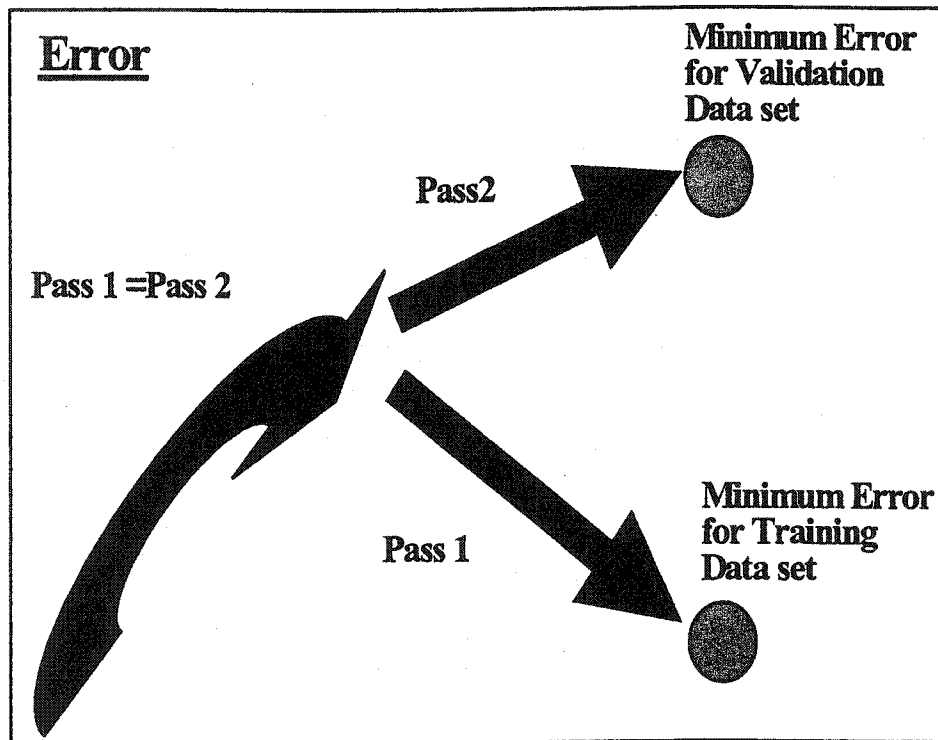 Error
Minimum Error
for Validation
Data set
Pass2
Pass 1 =Pass 2
Minimum Error
for Training
Data set
Pass 1